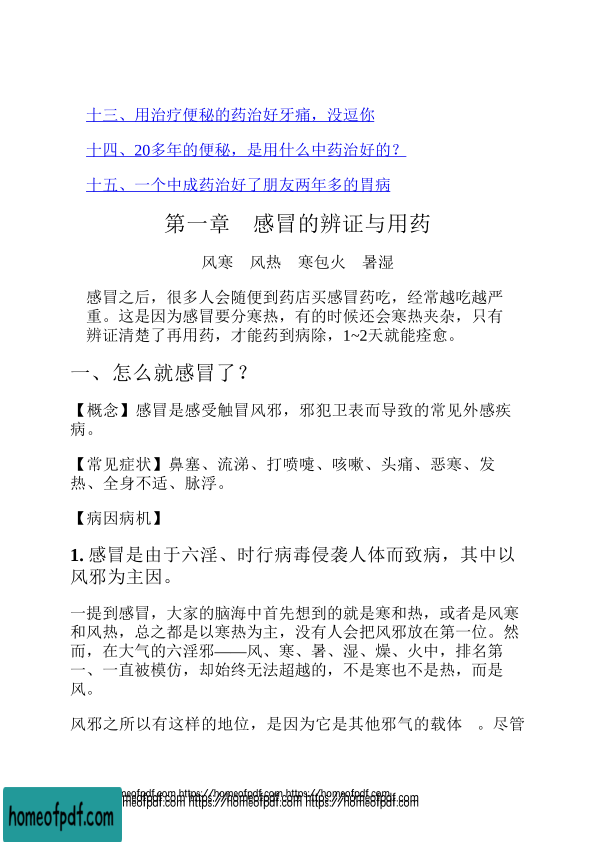 十三、用治疗便秘的药治好牙痛，没逗你
十四、20多年的便秘，是用什么中药治好的？
十五、一个中成药治好了朋友两年多的胃病
第一章　感冒的辨证与用药
风寒　风热　寒包火　暑湿
感冒之后，很多人会随便到药店买感冒药吃，经常越吃越严
重。这是因为感冒要分寒热，有的时候还会寒热夹杂，只有
辨证清楚了再用药，才能药到病除，1~2天就能痊愈。
一、怎么就感冒了？
【概念】感冒是感受触冒风邪，邪犯卫表而导致的常见外感疾
病。
【常见症状】鼻塞、流涕、打喷嚏、咳嗽、头痛、恶寒、发
热、全身不适、脉浮。
【病因病机】
1. 感冒是由于六淫、时行病毒侵袭人体而致病，其中以
风邪为主因。
一提到感冒，大家的脑海中首先想到的就是寒和热，或者是风寒
和风热，总之都是以寒热为主，没有人会把风邪放在第一位。然
而，在大气的六淫邪——风、寒、暑、湿、燥、火中，排名第
一、一直被模仿，却始终无法超越的，不是寒也不是热，而是
风。
风邪之所以有这样的地位，是因为它是其他邪气的载体　。尽管
homeofpdf.com https://homeofpdf.com https://homeofpdf.com
homeofpdf.com https://homeofpdf.com https://homeofpdf.com
homeofpdf.com